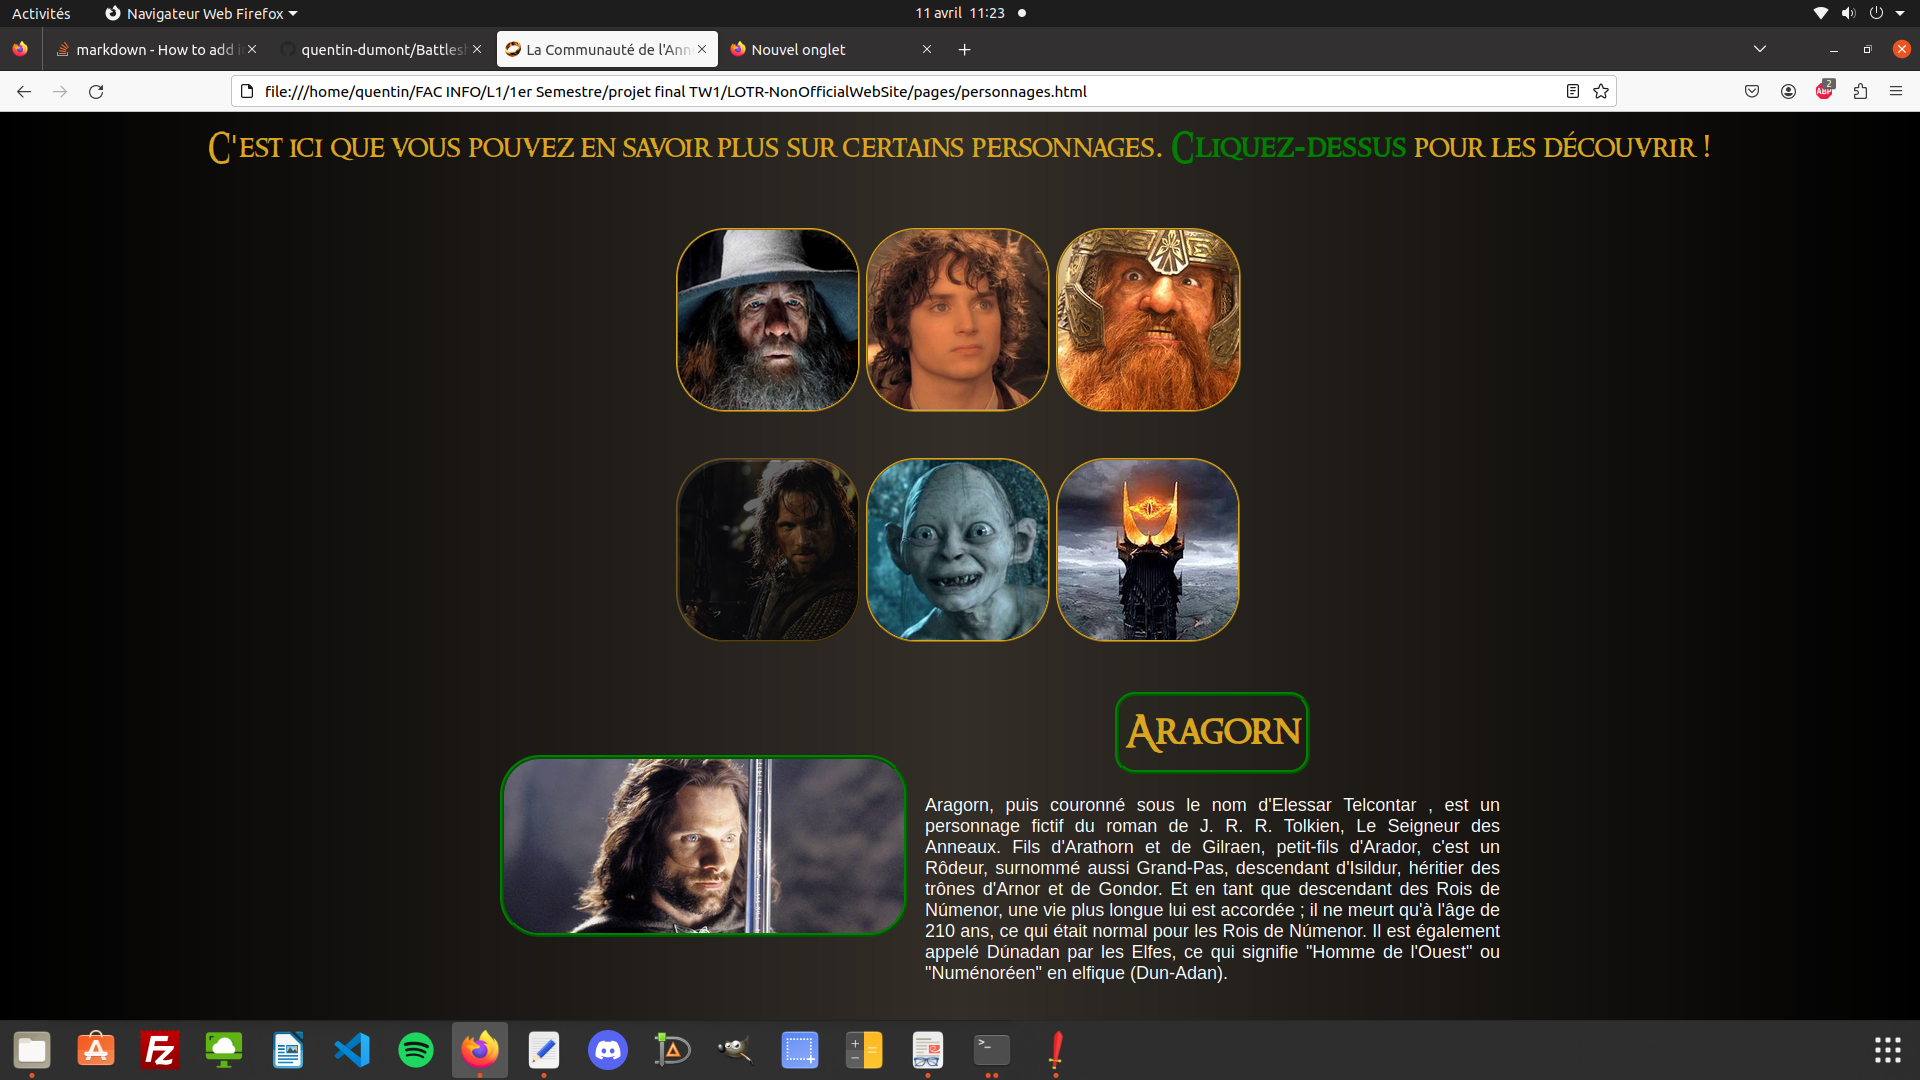 Activités
Navigateur Web Firefox
11 avril 11:23
markdown - How to add i
quentin-dumont/Battlesh
La Communauté de l'Ann
Nouvel onglet
file:///home/quentin/FAC INFO/L1/1er Semestre/projet final TW1/LOTR-NonOfficialWebSite/pages/personnages.html
ABP
2
C'est ici que vous pouvez en savoir plus sur certains personnages. Cliquez-dessus pour les découvrir !
Aragorn
Aragorn, puis couronné sous le nom d'Elessar Telcontar , est un
personnage fictif du roman de J. R. R. Tolkien, Le Seigneur des
Anneaux. Fils d'Arathorn et de Gilraen, petit-fils d'Arador, c'est un
Rôdeur, surnommé aussi Grand-Pas, descendant d'Isildur, héritier des
trônes d'Arnor et de Gondor. Et en tant que descendant des Rois de
Númenor, une vie plus longue lui est accordée ; il ne meurt qu'à l'âge de
210 ans, ce qui était normal pour les Rois de Númenor. Il est également
appelé Dúnadan par les Elfes, ce qui signifie "Homme de l'Ouest" ou
"Numénoréen" en elfique (Dun-Adan).
Fz